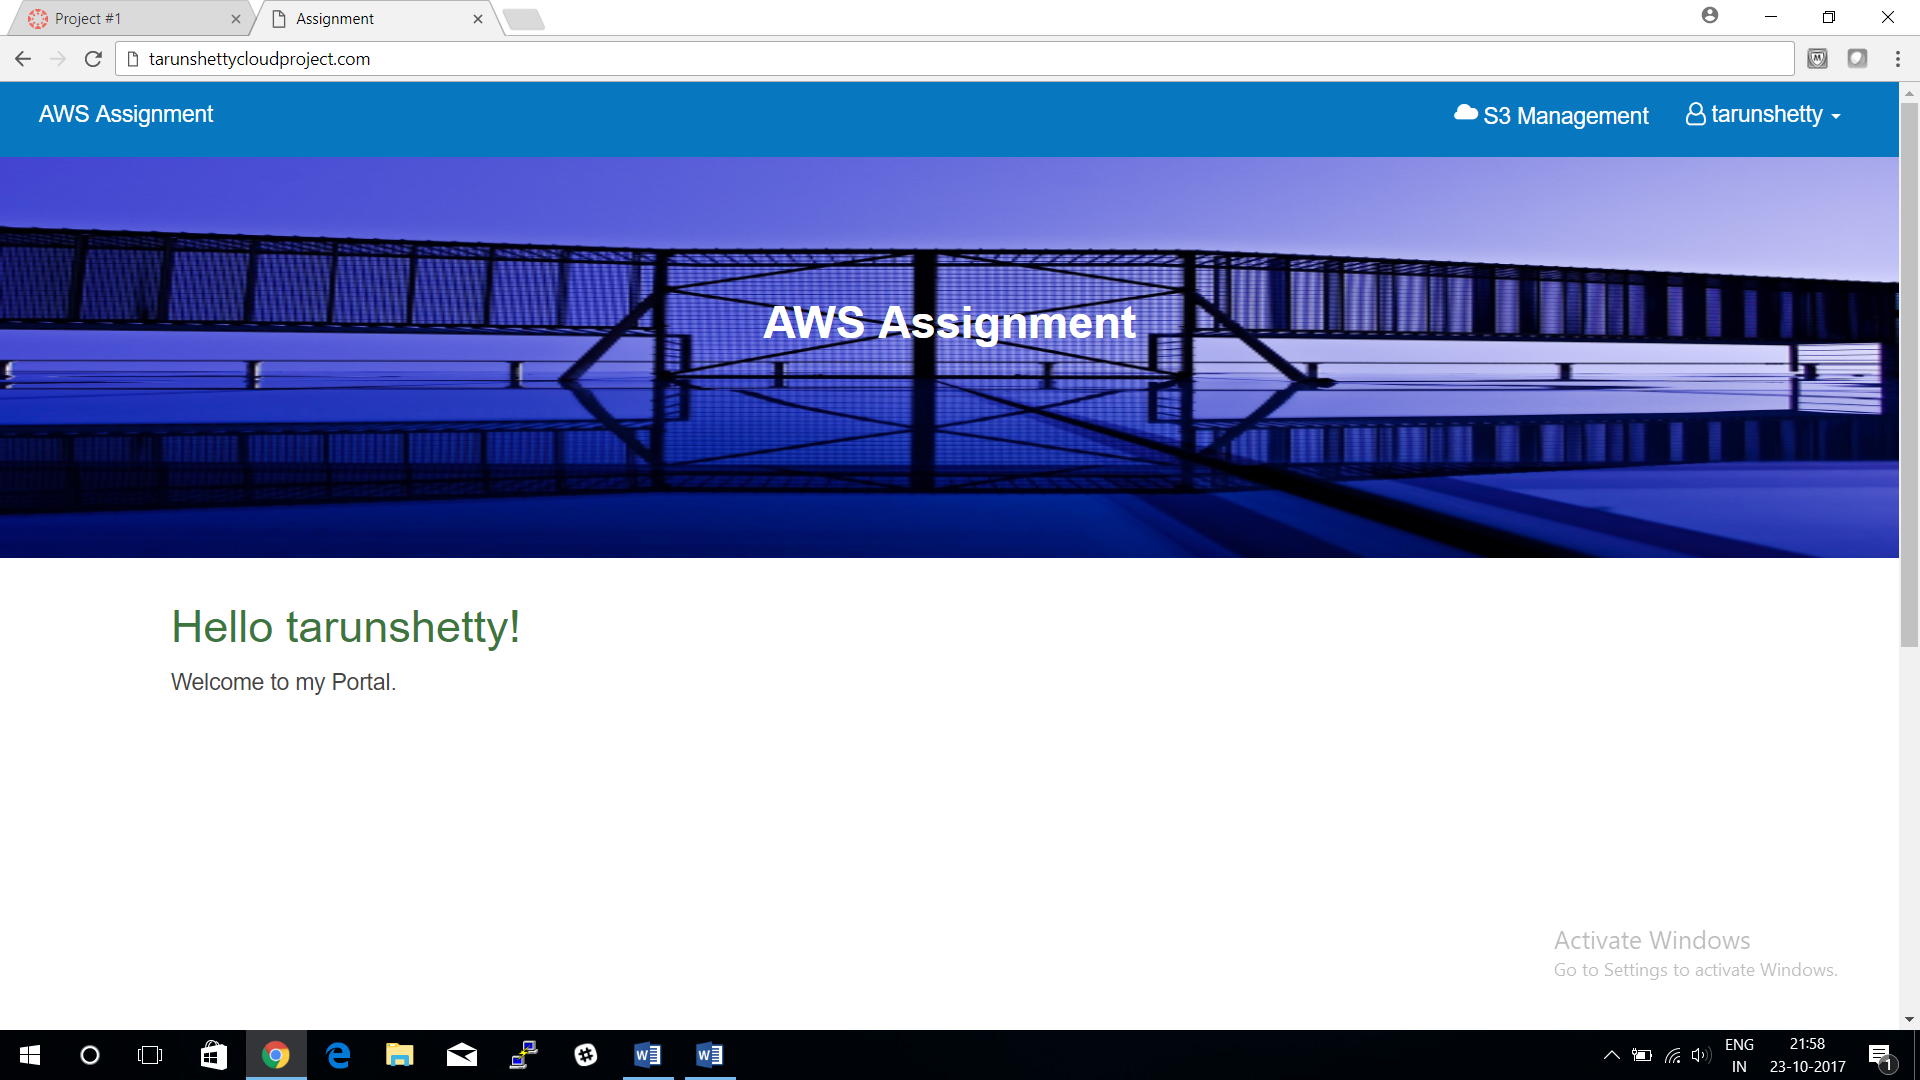 Project #1
Assignment
tarunshettycloudproject.com
AWS Assignment
S3 Management
tarunshetty
AWS Assignment
Hello tarunshetty!
Welcome to my Portal.
Activate Windows
Go to Settings to activate Windows.
ENG
IN
21:58
23-10-2017
1